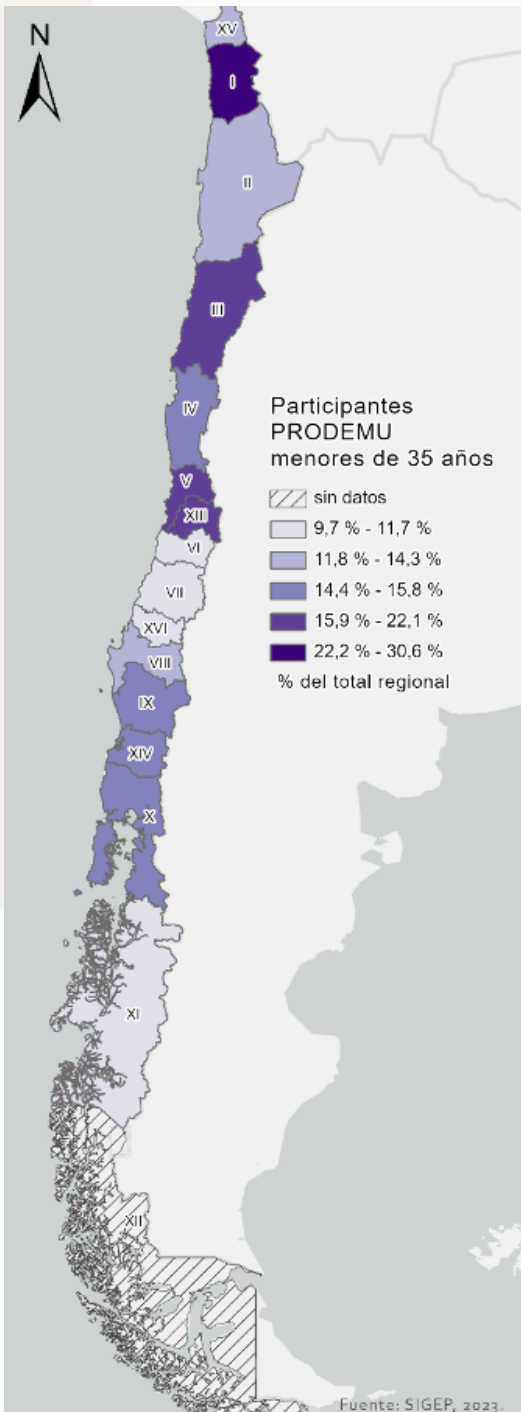 N
XV
I
II
III
IV
V
XIII
VI
VII
XVI
VIII
IX
XIV
X
XI
XII
Participantes
PRODEMU
menores de 35 años
sin datos
9,7 % - 11,7 %
11,8 % - 14,3 %
14,4 % - 15,8 %
15,9 % - 22,1 %
22,2 % - 30,6 %
% del total regional
Fuente: SIGEP, 2023.